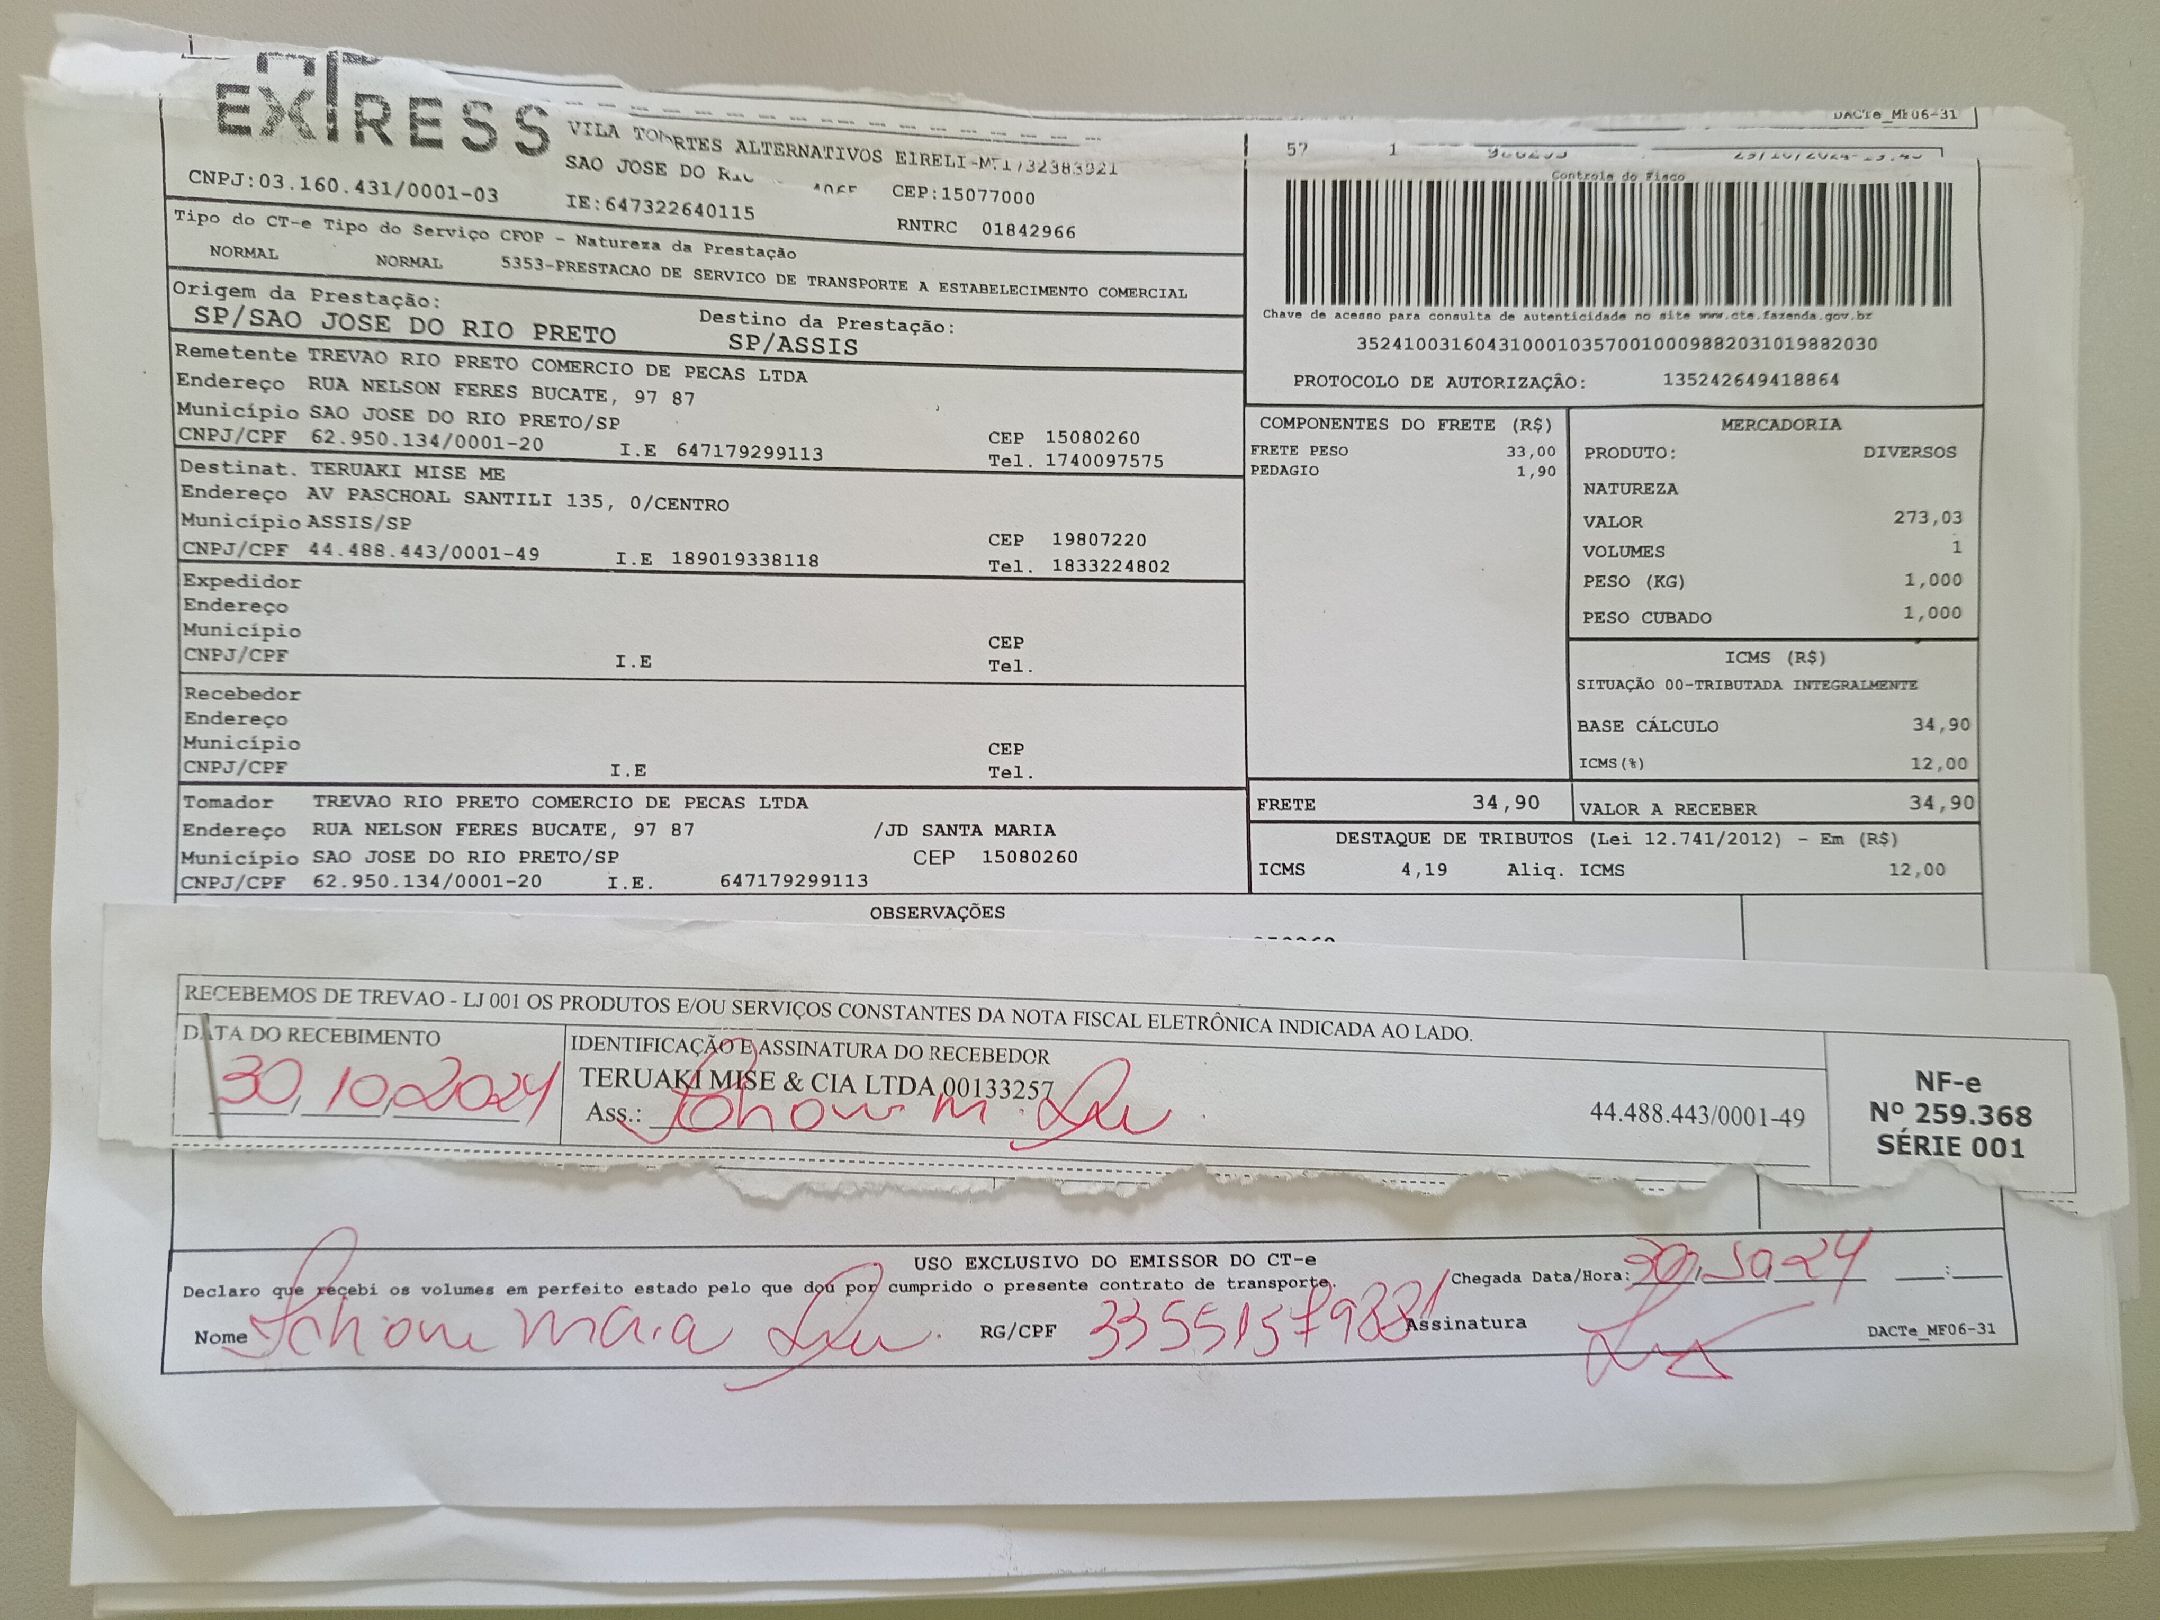 EXPRESS
DACTe_MF06-31
57 1
CNPJ:03.160.431/0001-03
SAO JOSE DO
CEP:15077000
IE:647322640115
RNTRC 01842966
Controle do Fisco
Tipo do CT-e Tipo do Serviço CFOP - Natureza da Prestação
NORMAL NORMAL 5353-PRESTACAO DE SERVICO DE TRANSPORTE A ESTABELECIMENTO COMERCIAL
Origem da Prestação:
SP/SAO JOSE DO RIO PRETO
Destino da Prestação:
SP/ASSIS
Chave de acesso para consulta de autenticidade no site www.cte.fazenda.gov.br
35241003160431000103570010009882031019882030
PROTOCOLO DE AUTORIZAÇÃO: 135242649418864
Remetente TREVAO RIO PRETO COMERCIO DE PECAS LTDA
Endereço RUA NELSON FERES BUCATE, 97 87
Município SAO JOSE DO RIO PRETO/SP
CEP 15080260
CNPJ/CPF 62.950.134/0001-20 I.E 647179299113
Tel. 1740097575
Destinat. TERUAKI MISE ME
Endereço AV PASCHOAL SANTILI 135, 0/CENTRO
Município ASSIS/SP
CEP 19807220
CNPJ/CPF 44.488.443/0001-49 I.E 189019338118
Tel. 1833224802
Expedidor
Endereço
Município
CEP
CNPJ/CPF I.E
Tel.
Recebedor
Endereço
Município
CEP
CNPJ/CPF I.E
Tel.
Tomador TREVAO RIO PRETO COMERCIO DE PECAS LTDA
Endereço RUA NELSON FERES BUCATE, 97 87 /JD SANTA MARIA
Município SAO JOSE DO RIO PRETO/SP CEP 15080260
CNPJ/CPF 62.950.134/0001-20 I.E. 647179299113
COMPONENTES DO FRETE (R$)
FRETE PESO 33,00
PEDAGIO 1,90
MERCADORIA
PRODUTO: DIVERSOS
NATUREZA
VALOR 273,03
VOLUMES 1
PESO (KG) 1,000
PESO CUBADO 1,000
ICMS (R$)
SITUAÇÃO 00-TRIBUTADA INTEGRALMENTE
BASE CÁLCULO 34,90
ICMS(%) 12,00
FRETE 34,90
VALOR A RECEBER 34,90
DESTAQUE DE TRIBUTOS (Lei 12.741/2012) - Em (R$)
ICMS 4,19 Aliq. ICMS 12,00
OBSERVAÇÕES
RECEBEMOS DE TREVAO - LJ 001 OS PRODUTOS E/OU SERVIÇOS CONSTANTES DA NOTA FISCAL ELETRÔNICA INDICADA AO LADO.
DATA DO RECEBIMENTO
30,10,2024
IDENTIFICAÇÃO E ASSINATURA DO RECEBEDOR
TERUAKI MISE & CIA LTDA 00133257
Ass.:
44.488.443/0001-49
NF-e
Nº 259.368
SÉRIE 001
USO EXCLUSIVO DO EMISSOR DO CT-e
Declaro que recebi os volumes em perfeito estado pelo que dou por cumprido o presente contrato de transporte.
Chegada Data/Hora: 30,10 24 :
Nome
RG/CPF
Assinatura
DACTe_MF06-31